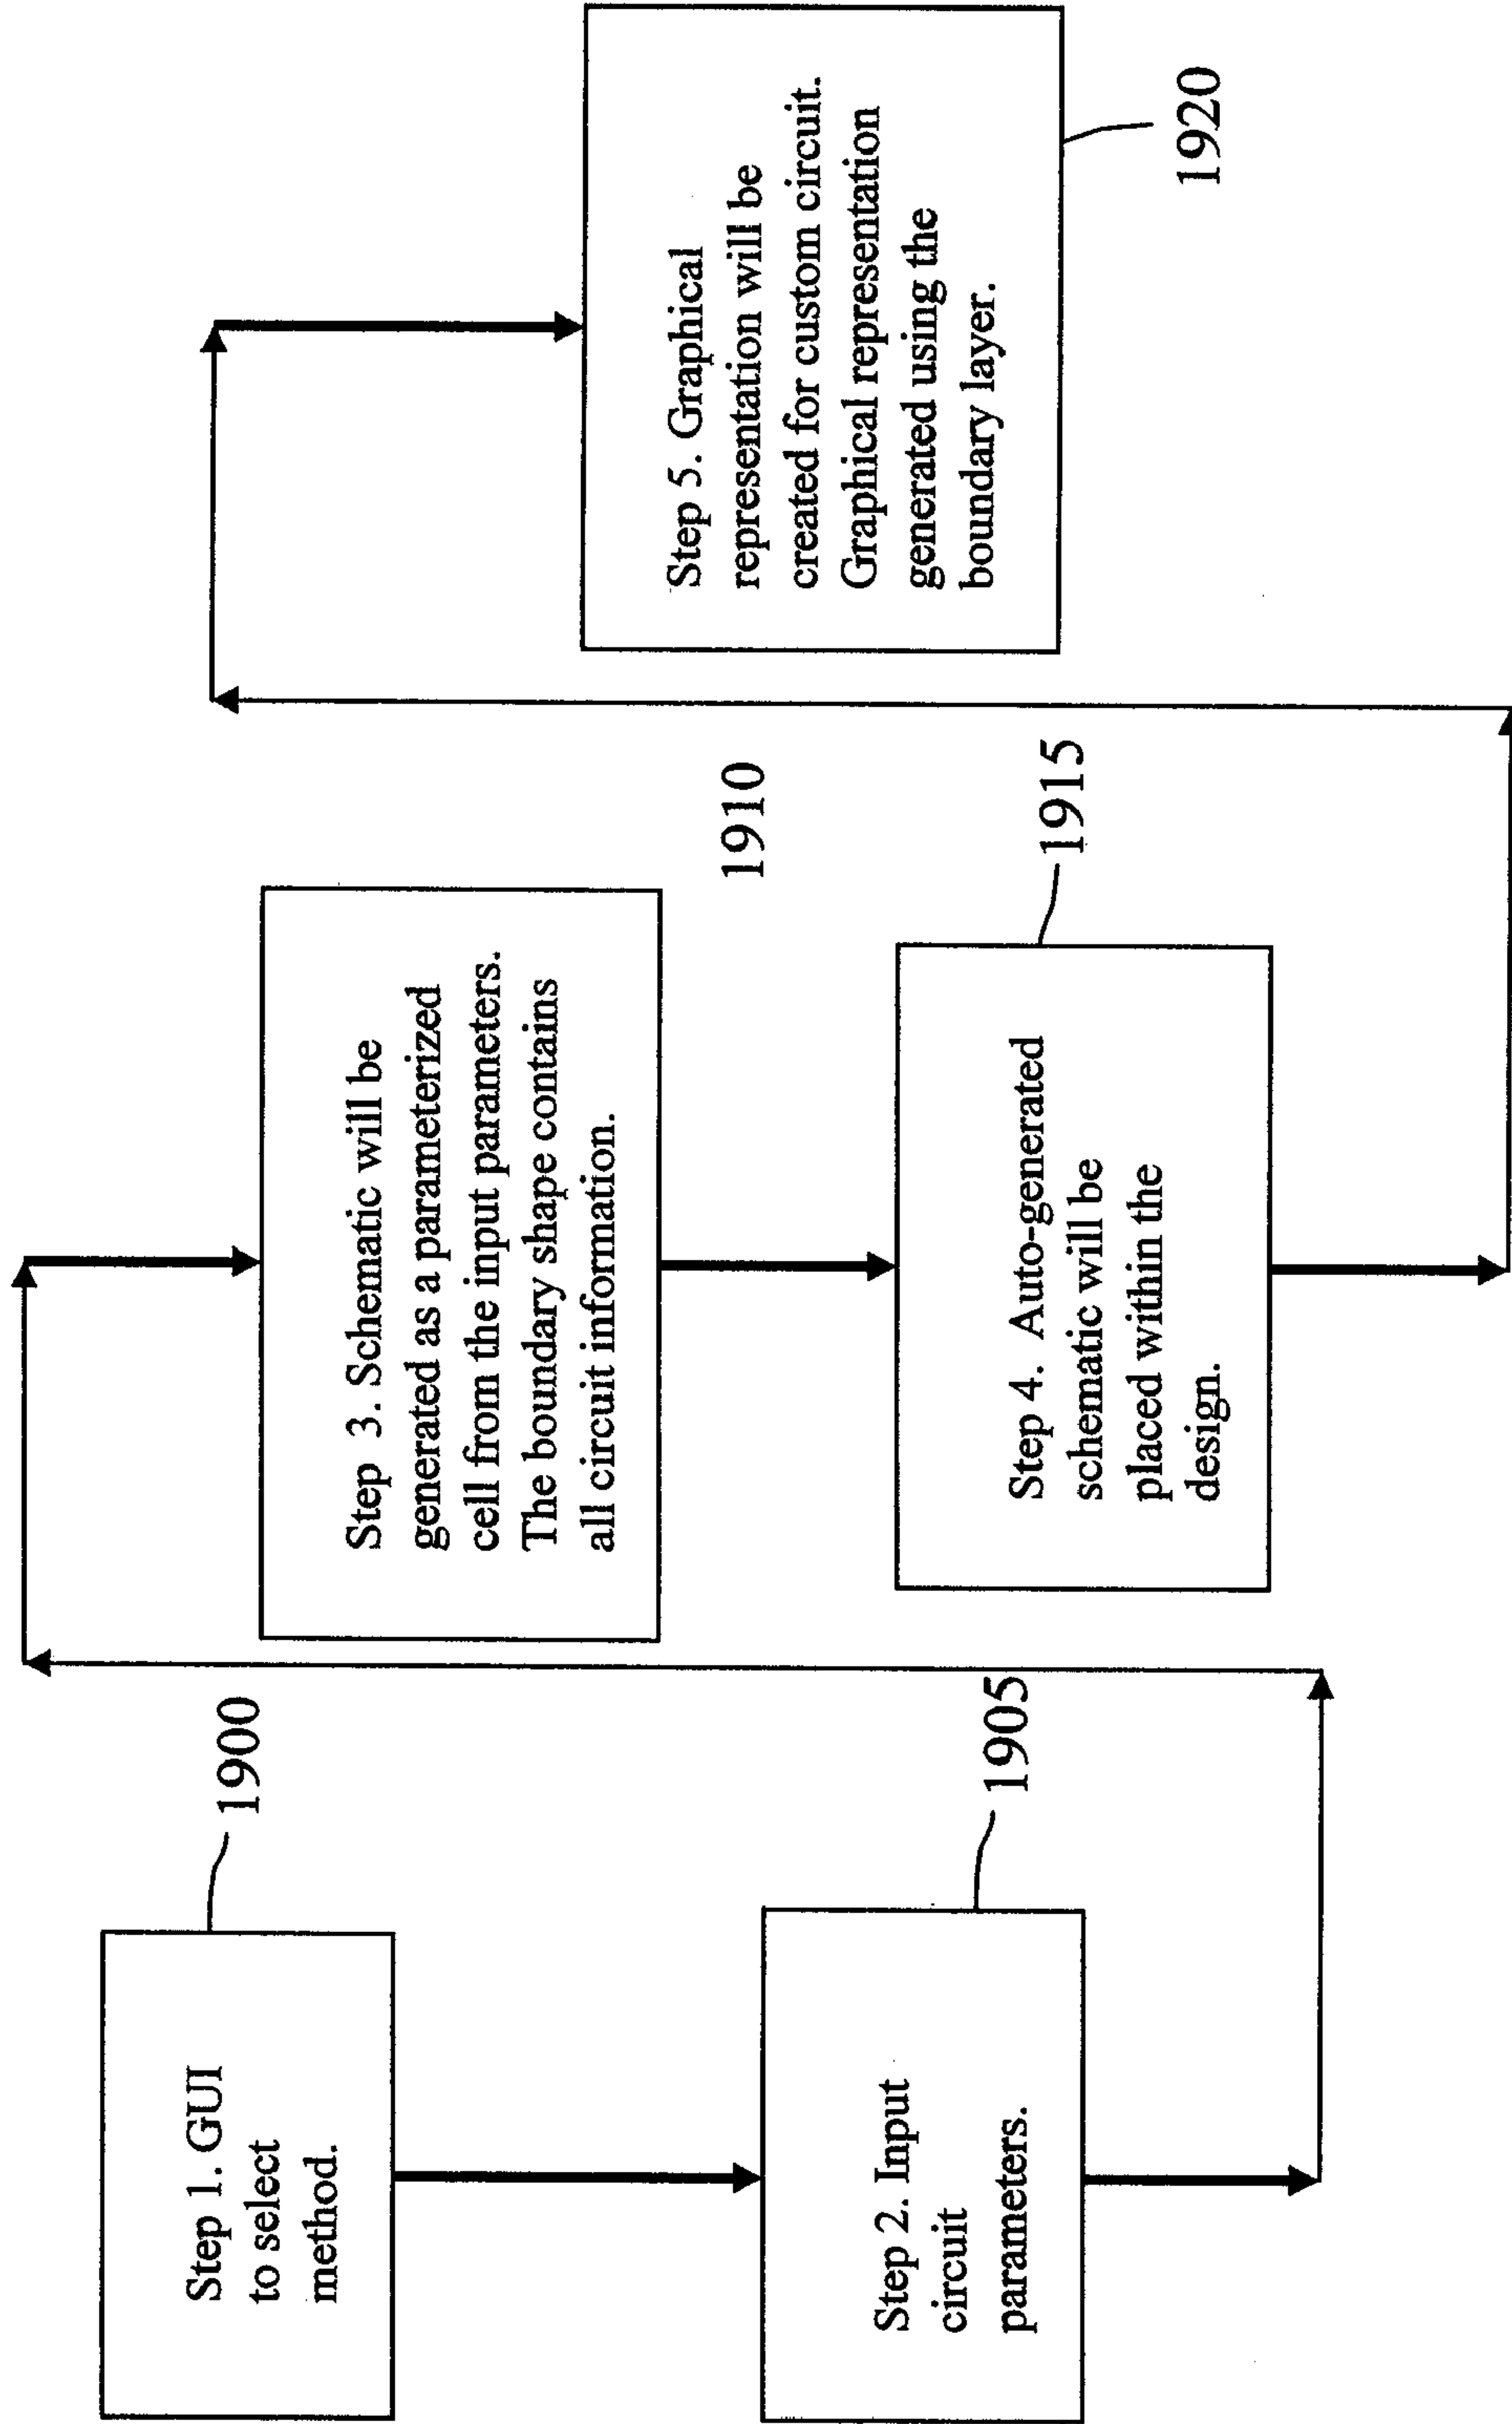 Step 1. GUI
to select
method.
1900
Step 2. Input
circuit
parameters.
1905
Step 3. Schematic will be
generated as a parameterized
cell from the input parameters.
The boundary shape contains
all circuit information.
1910
Step 4. Auto-generated
schematic will be
placed within the
design.
1915
Step 5. Graphical
representation will be
created for custom circuit.
Graphical representation
generated using the
boundary layer.
1920